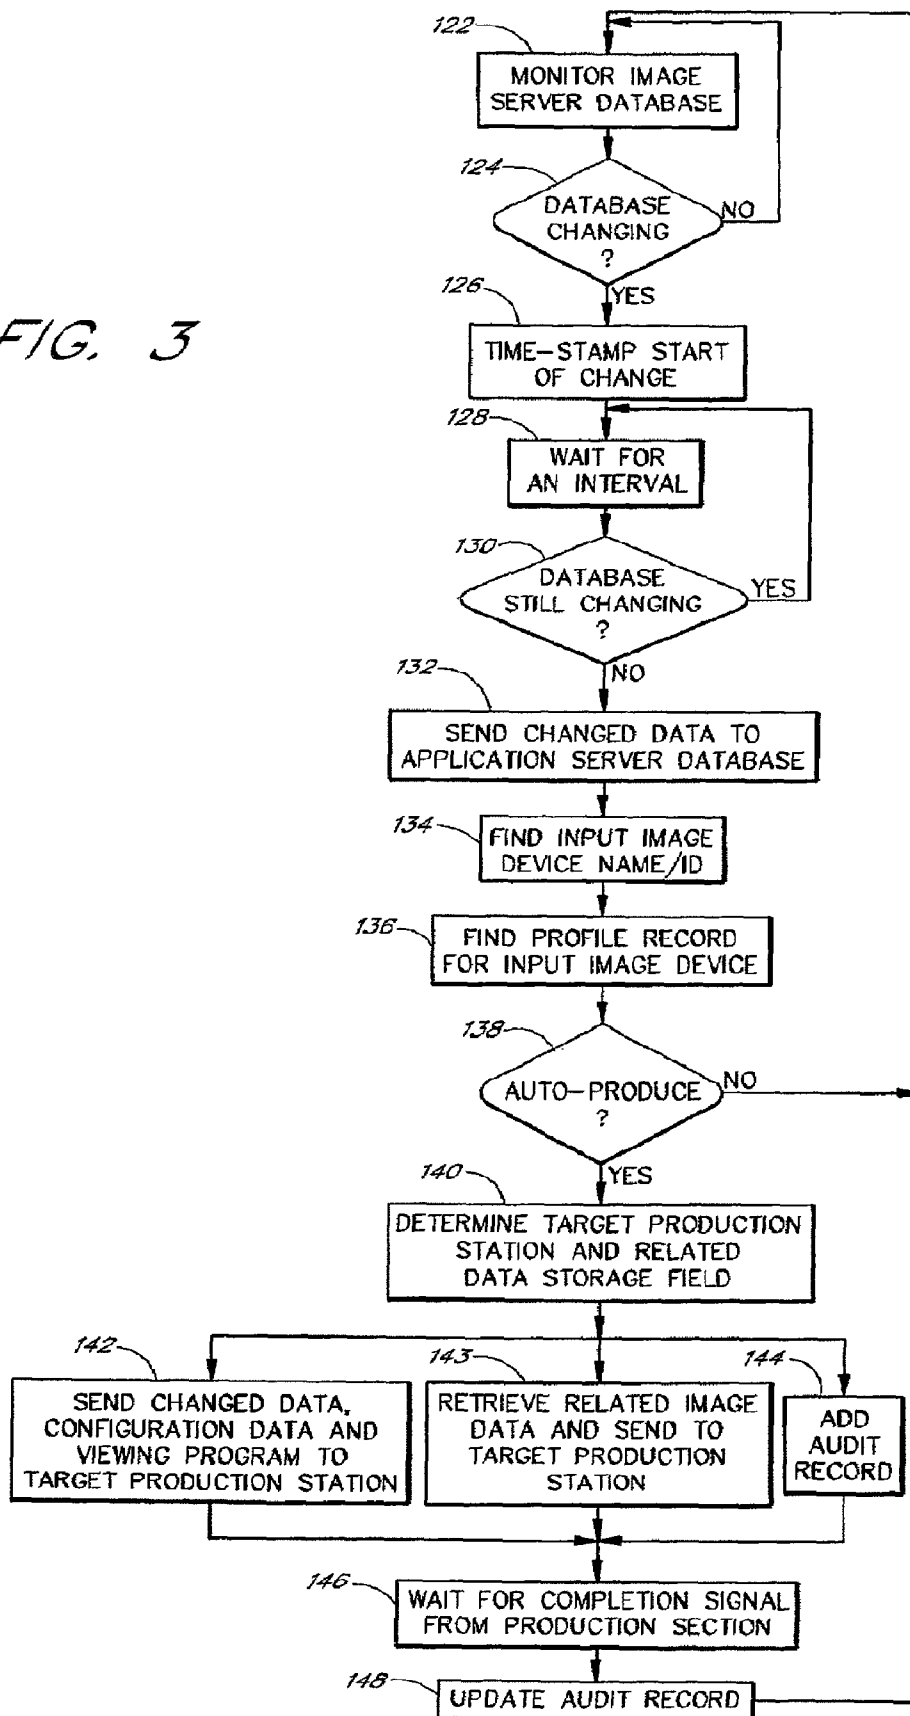 122
MONITOR IMAGE
SERVER DATABASE
124
DATABASE
CHANGING
?
NO
YES
126
FIG. 3
TIME-STAMP START
OF CHANGE
128
WAIT FOR
AN INTERVAL
130
DATABASE
STILL CHANGING
?
YES
NO
132
SEND CHANGED DATA TO
APPLICATION SERVER DATABASE
134
FIND INPUT IMAGE
DEVICE NAME/ID
136
FIND PROFILE RECORD
FOR INPUT IMAGE DEVICE
138
AUTO-PRODUCE
?
NO
YES
140
DETERMINE TARGET PRODUCTION
STATION AND RELATED
DATA STORAGE FIELD
142
SEND CHANGED DATA,
CONFIGURATION DATA AND
VIEWING PROGRAM TO
TARGET PRODUCTION STATION
143
RETRIEVE RELATED IMAGE
DATA AND SEND TO
TARGET PRODUCTION
STATION
144
ADD
AUDIT
RECORD
146
WAIT FOR COMPLETION SIGNAL
FROM PRODUCTION SECTION
148
UPDATE AUDIT RECORD